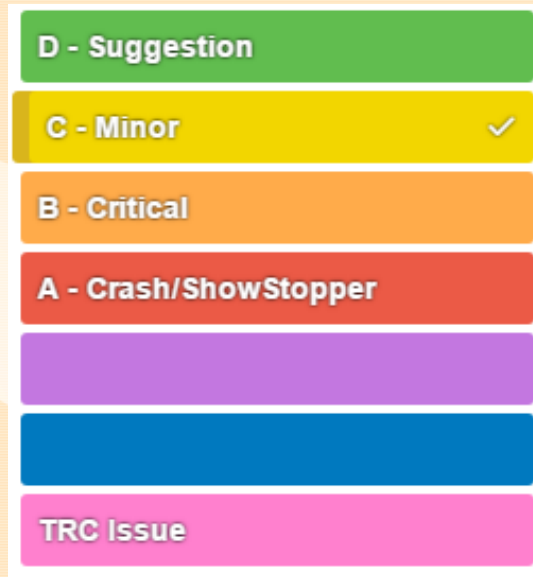 D - Suggestion
C - Minor
B - Critical
A - Crash/ShowStopper
TRC Issue